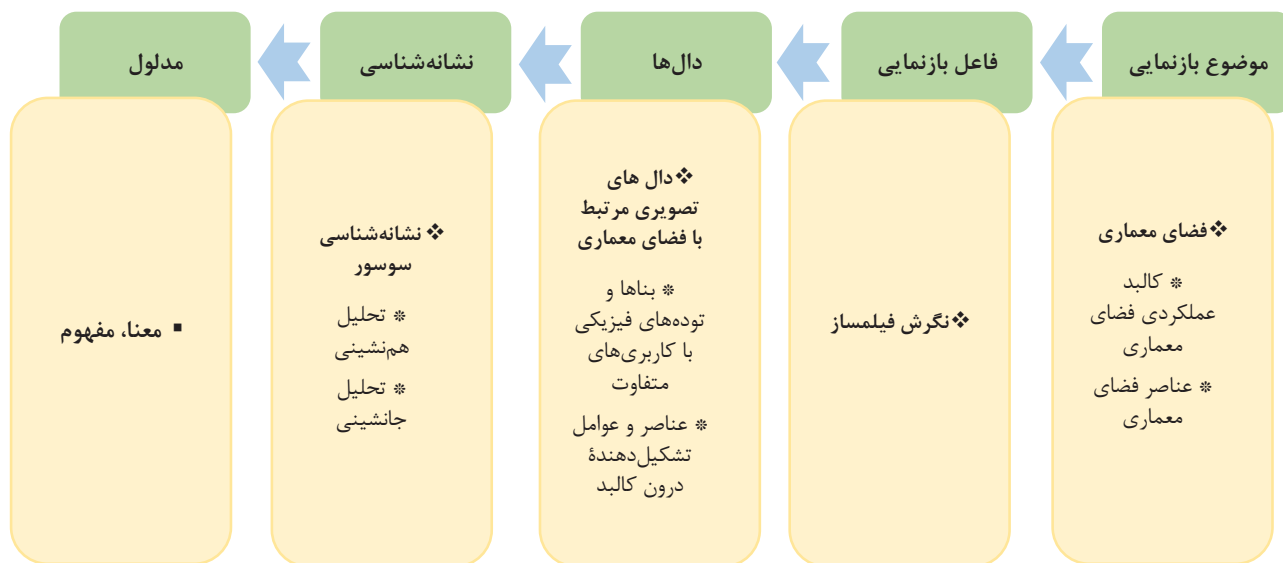 موضوع بازنمایی
فاعل بازنمایی
دال‌ها
نشانه‌شناسی
مدلول
❖فضای معماری
❊ کالبد
عملکردی فضای
معماری
❊ عناصر فضای
معماری
❖نگرش فیلمساز
❖دال های
تصویری مرتبط
با فضای معماری
❊ بناها و
توده‌های فیزیکی
با کاربری‌های
متفاوت
❊ عناصر و عوامل
تشکیل‌دهندۀ
درون کالبد
❖ نشانه‌شناسی
سوسور
❊ تحلیل
هم‌نشینی
❊ تحلیل
جانشینی
▪ معنا، مفهوم